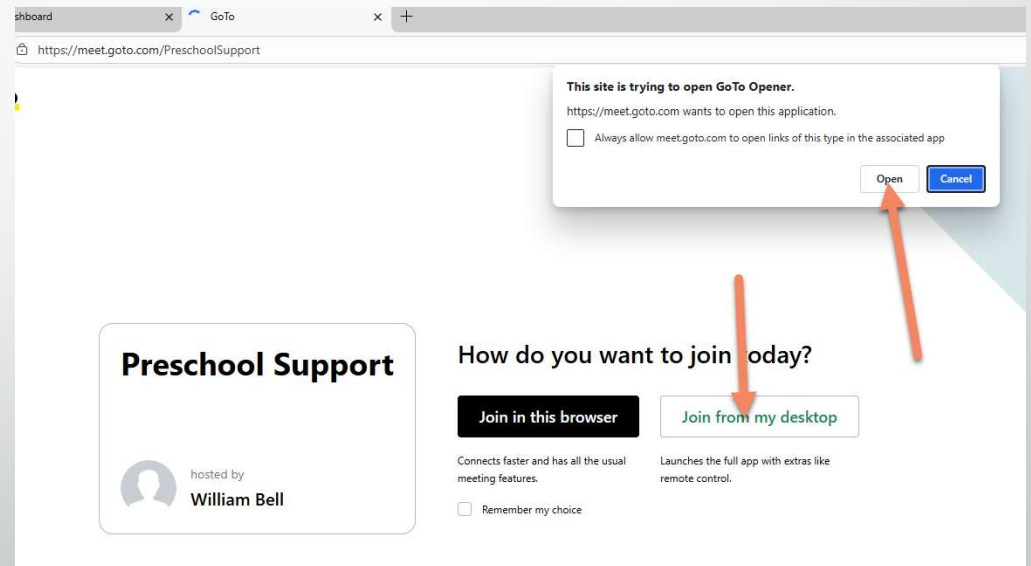 shboard
GoTo
https://meet.goto.com/PreschoolSupport
This site is trying to open GoTo Opener.
https://meet.goto.com wants to open this application.
Always allow meet.goto.com to open links of this type in the associated app
Open
Cancel
Preschool Support
hosted by
William Bell
How do you want to join today?
Join in this browser
Join from my desktop
Connects faster and has all the usual
meeting features.
Launches the full app with extras like
remote control.
Remember my choice